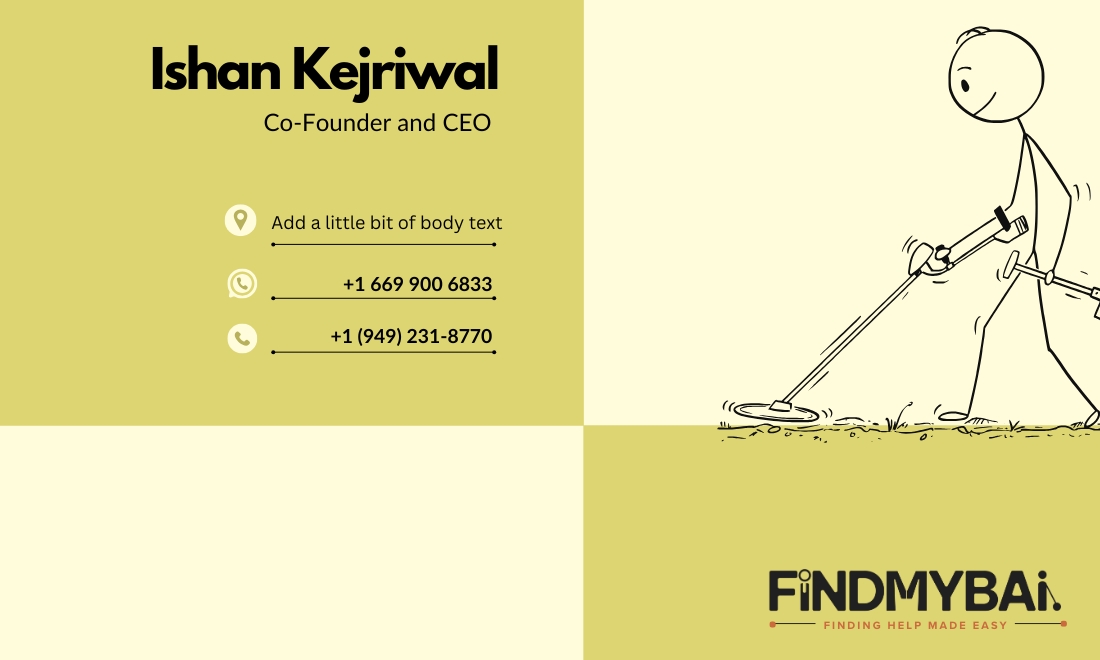 Ishan Kejriwal
Co-Founder and CEO
Add a little bit of body text
+1 669 900 6833
+1 (949) 231-8770
FiNDMYBAi.
FINDING HELP MADE EASY